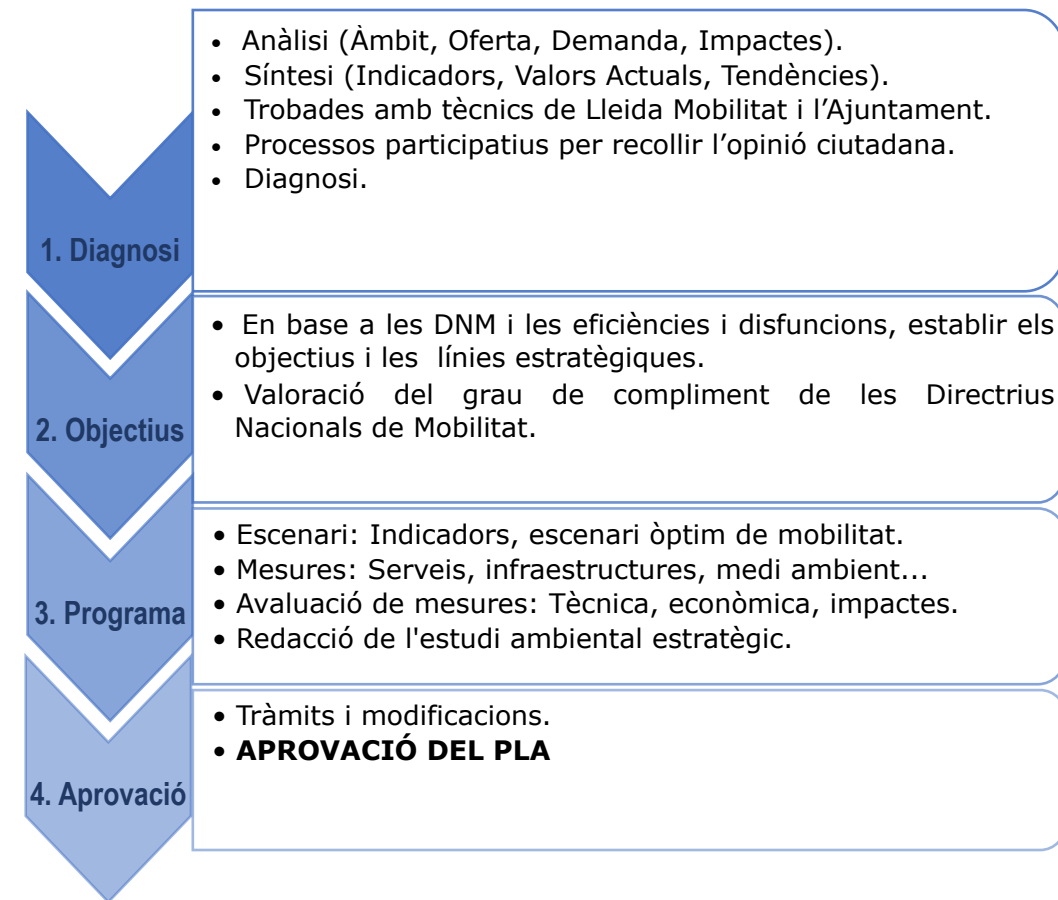 1. Diagnosi
• Anàlisi (Àmbit, Oferta, Demanda, Impactes).
• Síntesi (Indicadors, Valors Actuals, Tendències).
• Trobades amb tècnics de Lleida Mobilitat i l’Ajuntament.
• Processos participatius per recollir l’opinió ciutadana.
• Diagnosi.
2. Objectius
• En base a les DNM i les eficiències i disfuncions, establir els
objectius i les línies estratègiques.
• Valoració del grau de compliment de les Directrius
Nacionals de Mobilitat.
3. Programa
• Escenari: Indicadors, escenari òptim de mobilitat.
• Mesures: Serveis, infraestructures, medi ambient...
• Avaluació de mesures: Tècnica, econòmica, impactes.
• Redacció de l'estudi ambiental estratègic.
4. Aprovació
• Tràmits i modificacions.
• APROVACIÓ DEL PLA